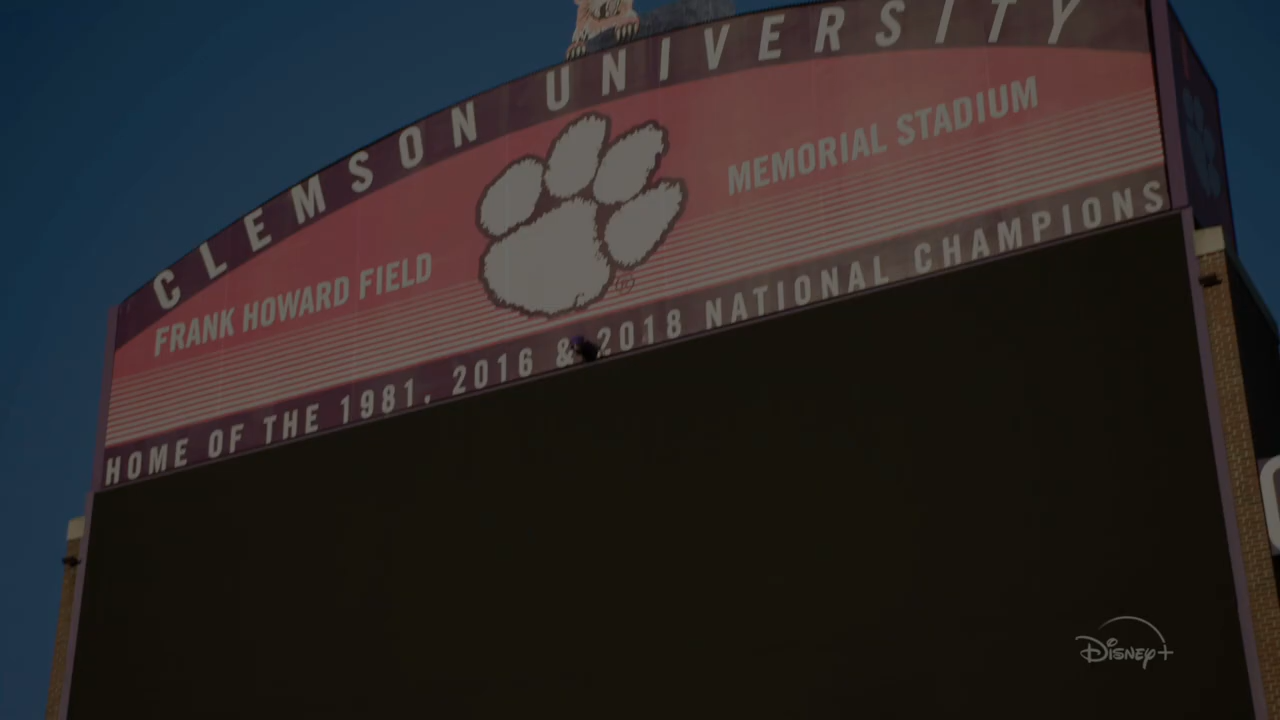 CLEMSON UNIVERSITY
FRANK HOWARD FIELD
MEMORIAL STADIUM
HOME OF THE 1981, 2016 & 2018 NATIONAL CHAMPIONS
Disney+